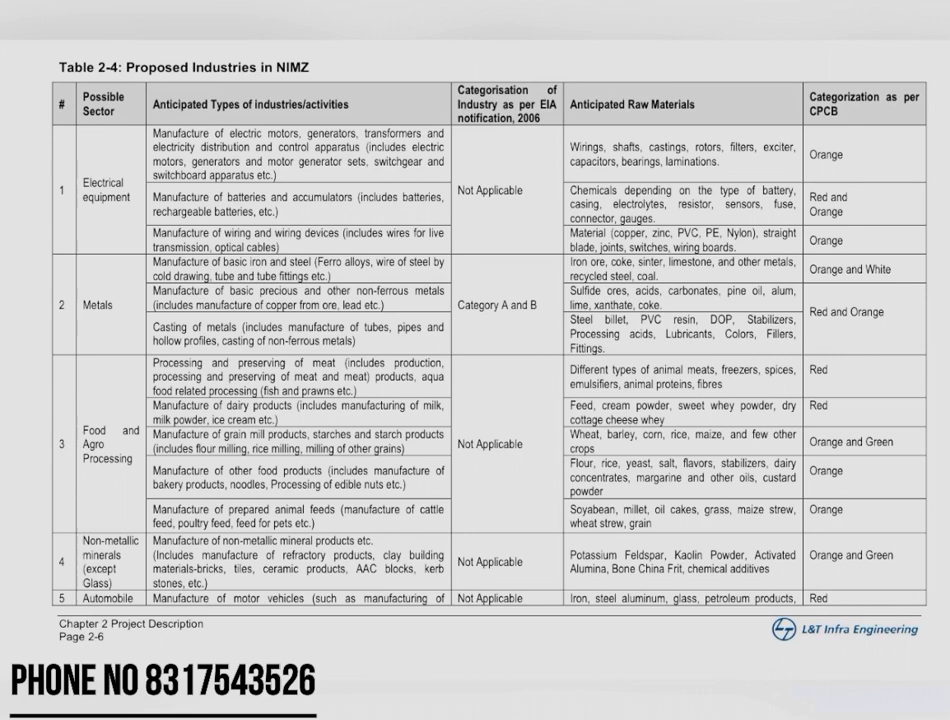 Table 2-4: Proposed Industries in NIMZ
#
Possible
Sector
Anticipated Types of industries/activities
Categorisation of
Industry as per EIA
notification, 2006
Anticipated Raw Materials
Categorization as per
CPCB
1
Electrical
equipment
Manufacture of electric motors, generators, transformers and
electricity distribution and control apparatus (includes electric
motors, generators and motor generator sets, switchgear and
switchboard apparatus etc.)
Not Applicable
Wirings, shafts, castings, rotors, filters, exciter,
capacitors, bearings, laminations.
Orange
Manufacture of batteries and accumulators (includes batteries,
rechargeable batteries, etc.)
Chemicals depending on the type of battery,
casing, electrolytes, resistor, sensors, fuse,
connector, gauges.
Red and
Orange
Manufacture of wiring and wiring devices (includes wires for live
transmission, optical cables)
Material (copper, zinc, PVC, PE, Nylon), straight
blade, joints, switches, wiring boards.
Orange
2
Metals
Manufacture of basic iron and steel (Ferro alloys, wire of steel by
cold drawing, tube and tube fittings etc.)
Category A and B
Iron ore, coke, sinter, limestone, and other metals,
recycled steel, coal.
Orange and White
Manufacture of basic precious and other non-ferrous metals
(includes manufacture of copper from ore, lead etc.)
Sulfide ores, acids, carbonates, pine oil, alum,
lime, xanthate, coke.
Red and Orange
Casting of metals (includes manufacture of tubes, pipes and
hollow profiles, casting of non-ferrous metals)
Steel billet, PVC resin, DOP, Stabilizers,
Processing acids, Lubricants, Colors, Fillers,
Fittings.
3
Food and
Agro
Processing
Processing and preserving of meat (includes production,
processing and preserving of meat and meat) products, aqua
food related processing (fish and prawns etc.)
Not Applicable
Different types of animal meats, freezers, spices,
emulsifiers, animal proteins, fibres
Red
Manufacture of dairy products (includes manufacturing of milk,
milk powder, ice cream etc.)
Feed, cream powder, sweet whey powder, dry
cottage cheese whey
Red
Manufacture of grain mill products, starches and starch products
(includes flour milling, rice milling, milling of other grains)
Wheat, barley, corn, rice, maize, and few other
crops
Orange and Green
Manufacture of other food products (includes manufacture of
bakery products, noodles, Processing of edible nuts etc.)
Flour, rice, yeast, salt, flavors, stabilizers, dairy
concentrates, margarine and other oils, custard
powder
Orange
Manufacture of prepared animal feeds (manufacture of cattle
feed, poultry feed, feed for pets etc.)
Soyabean, millet, oil cakes, grass, maize strew,
wheat strew, grain
Orange
4
Non-metallic
minerals
(except
Glass)
Manufacture of non-metallic mineral products etc.
(Includes manufacture of refractory products, clay building
materials-bricks, tiles, ceramic products, AAC blocks, kerb
stones, etc.)
Not Applicable
Potassium Feldspar, Kaolin Powder, Activated
Alumina, Bone China Frit, chemical additives
Orange and Green
5
Automobile
Manufacture of motor vehicles (such as manufacturing of
Not Applicable
Iron, steel aluminum, glass, petroleum products,
Red
Chapter 2 Project Description
Page 2-6
L&T Infra Engineering
PHONE NO 8317543526